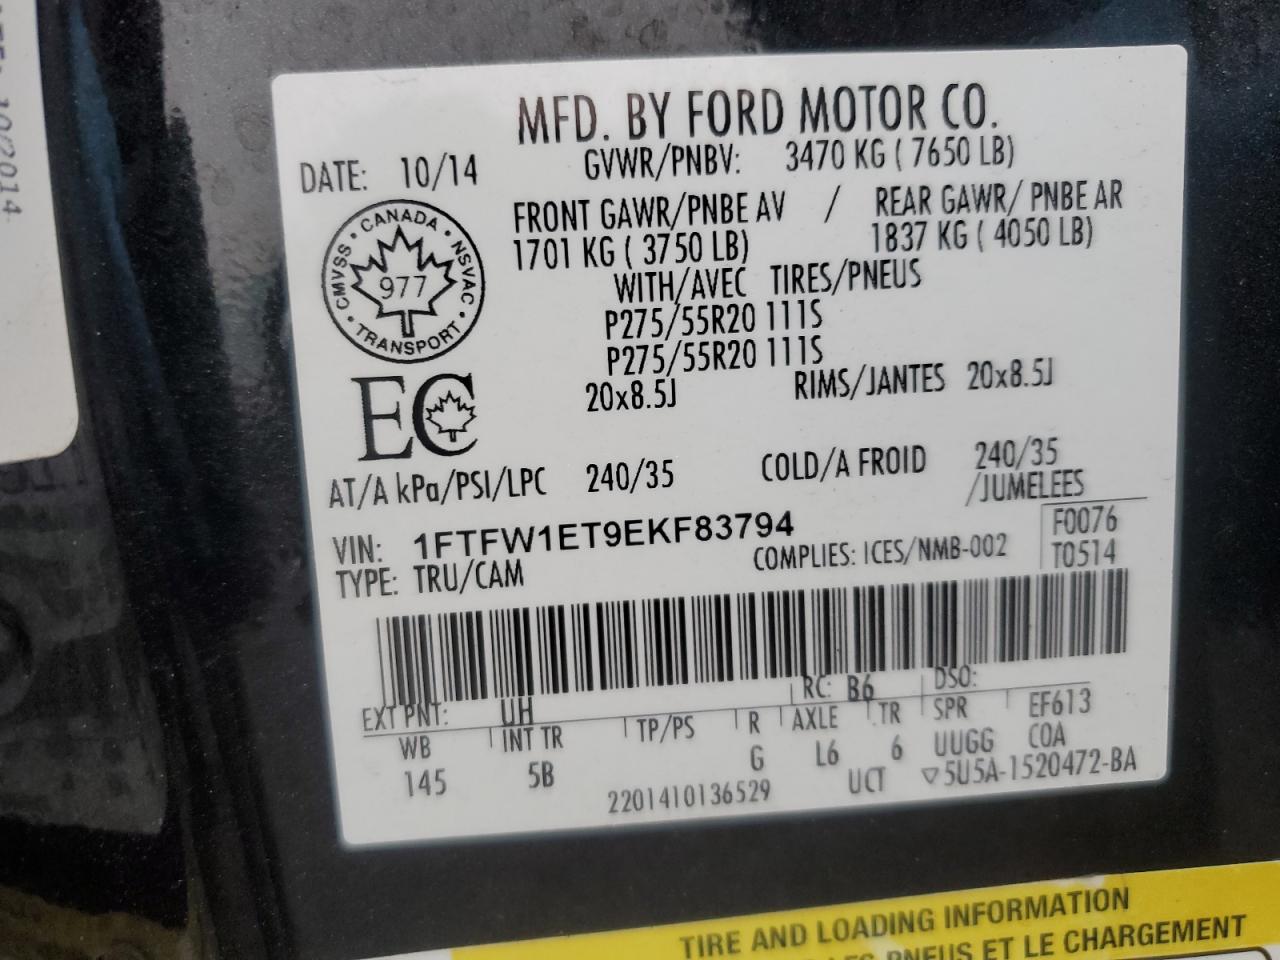 MFD. BY FORD MOTOR CO.
DATE: 10/14
GVWR/PNBV: 3470 KG ( 7650 LB)
FRONT GAWR/PNBE AV / REAR GAWR/ PNBE AR
1701 KG ( 3750 LB) 1837 KG ( 4050 LB)
WITH/AVEC TIRES/PNEUS
P275/55R20 111S
P275/55R20 111S
20x8.5J RIMS/JANTES 20x8.5J
CANADA · NSVAC · TRANSPORT · CMVSS ·
977
EC
AT/A kPa/PSI/LPC 240/35 COLD/A FROID 240/35
/JUMELEES
VIN: 1FTFW1ET9EKF83794 F0076
TYPE: TRU/CAM COMPLIES: ICES/NMB-002 T0514
EXT PNT: UH RC: B6 DSO:
WB INT TR TP/PS R AXLE TR SPR EF613
145 5B G L6 6 UUGG COA
2201410136529 UCT ▽5U5A-1520472-BA
TIRE AND LOADING INFORMATION
LES PNEUS ET LE CHARGEMENT
10/2014